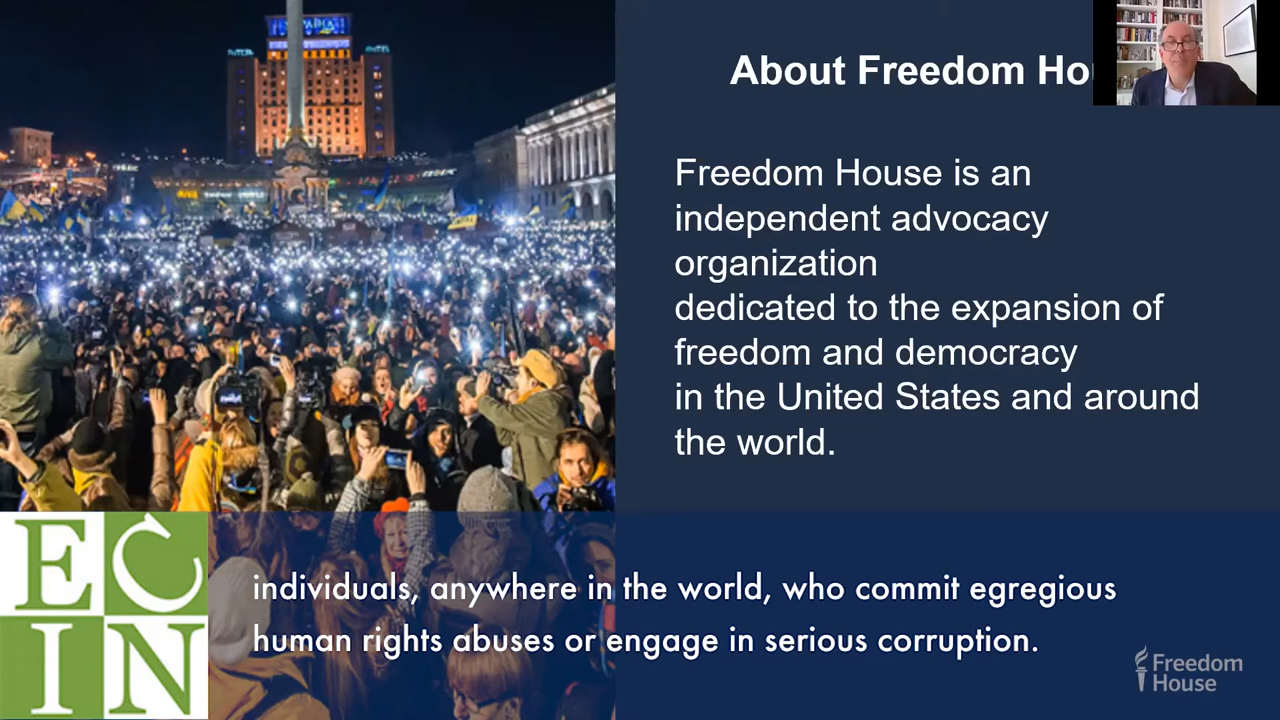 About Freedom Ho
Freedom House is an
independent advocacy
organization
dedicated to the expansion of
freedom and democracy
in the United States and around
the world.
EC
IN
individuals, anywhere in the world, who commit egregious
human rights abuses or engage in serious corruption.
Freedom
House